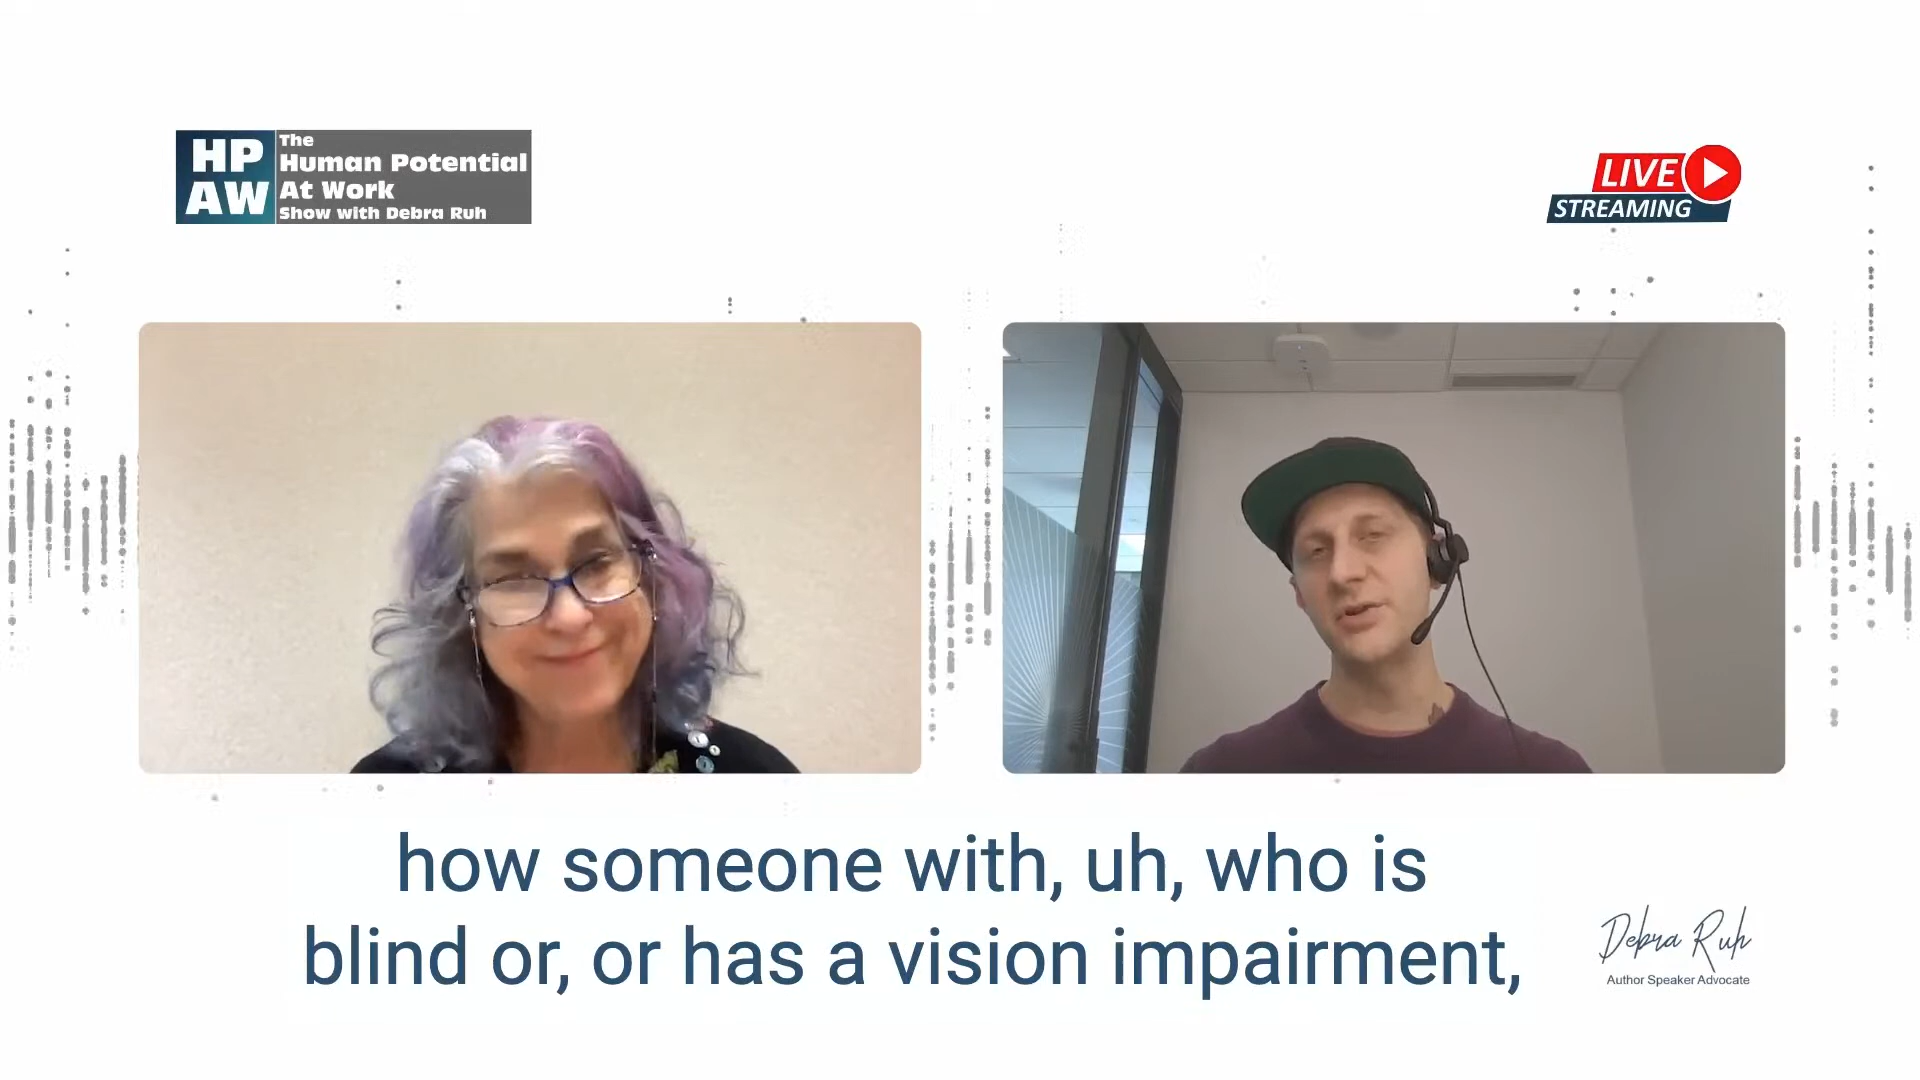 HP
AW
The
Human Potential
At Work
Show with Debra Ruh
LIVE
STREAMING
how someone with, uh, who is
blind or, or has a vision impairment,
Debra Ruh
Author Speaker Advocate